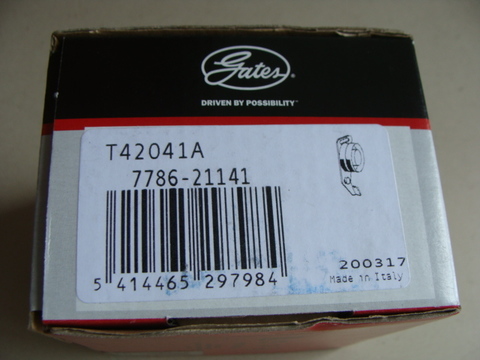 Gates
DRIVEN BY POSSIBILITY™
T42041A
7786-21141
5 414465 297984
200317
Made in Italy